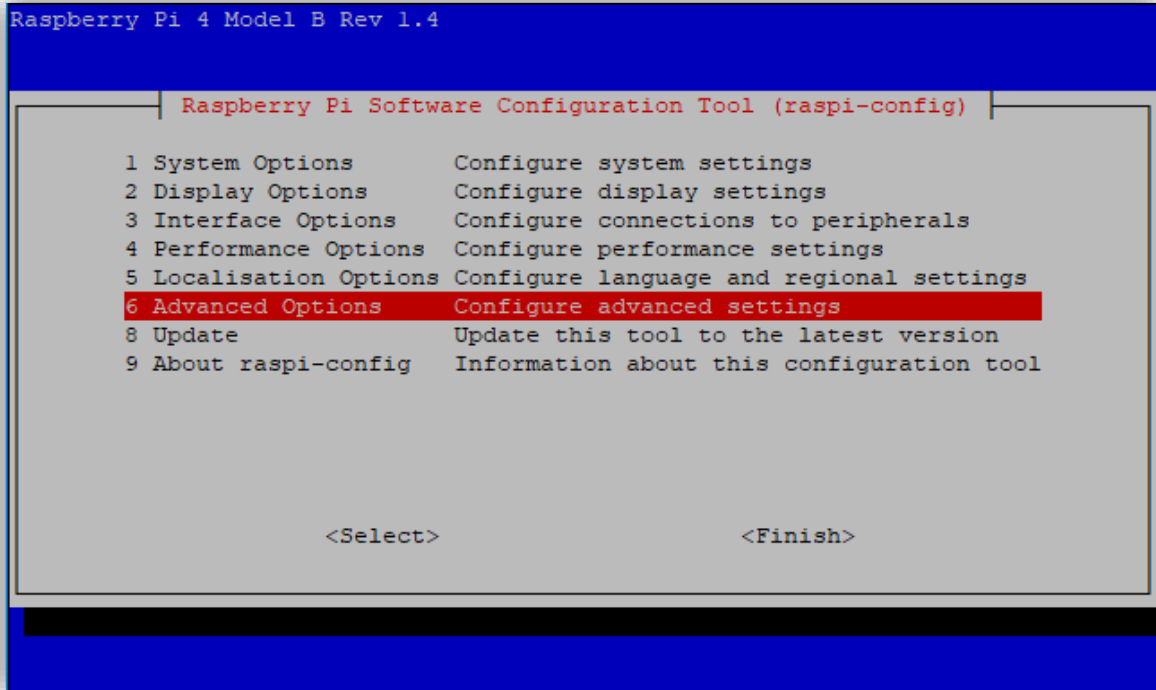 Raspberry Pi 4 Model B Rev 1.4
Raspberry Pi Software Configuration Tool (raspi-config)
1 System Options Configure system settings
2 Display Options Configure display settings
3 Interface Options Configure connections to peripherals
4 Performance Options Configure performance settings
5 Localisation Options Configure language and regional settings
6 Advanced Options Configure advanced settings
8 Update Update this tool to the latest version
9 About raspi-config Information about this configuration tool
<Select> <Finish>